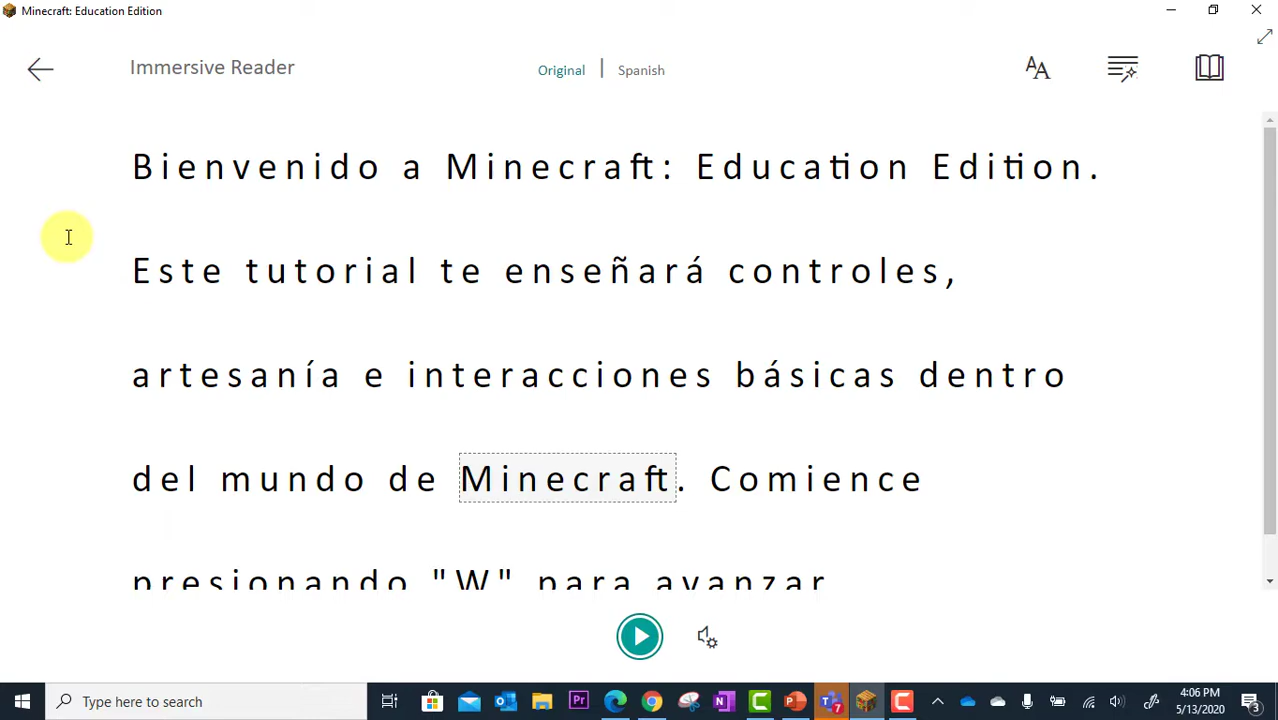 Minecraft: Education Edition
Immersive Reader
Original | Spanish
Bienvenido a Minecraft: Education Edition.
Este tutorial te enseñará controles,
artesanía e interacciones básicas dentro
del mundo de Minecraft. Comience
presionando "W" para avanzar
Type here to search
4:06 PM
5/13/2020